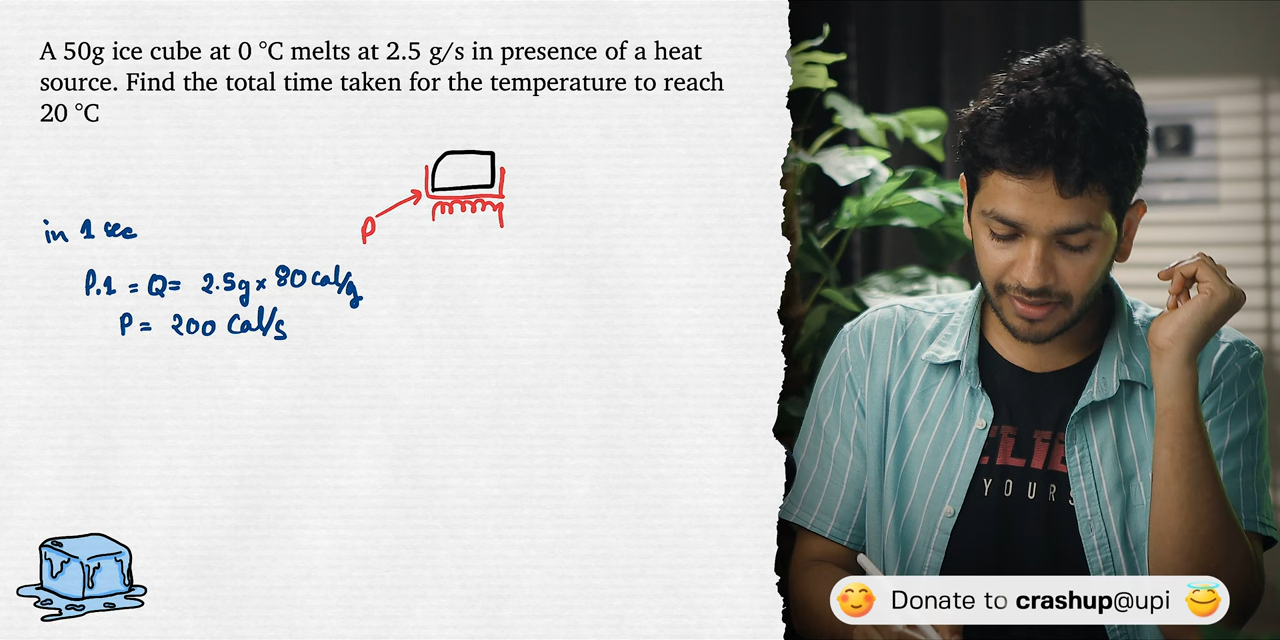 A 50g ice cube at 0 °C melts at 2.5 g/s in presence of a heat
source. Find the total time taken for the temperature to reach
20 °C
P
in 1 sec
P.1 = Q = 2.5g × 80 cal/g
P = 200 Cal/s
YOURS
Donate to crashup@upi